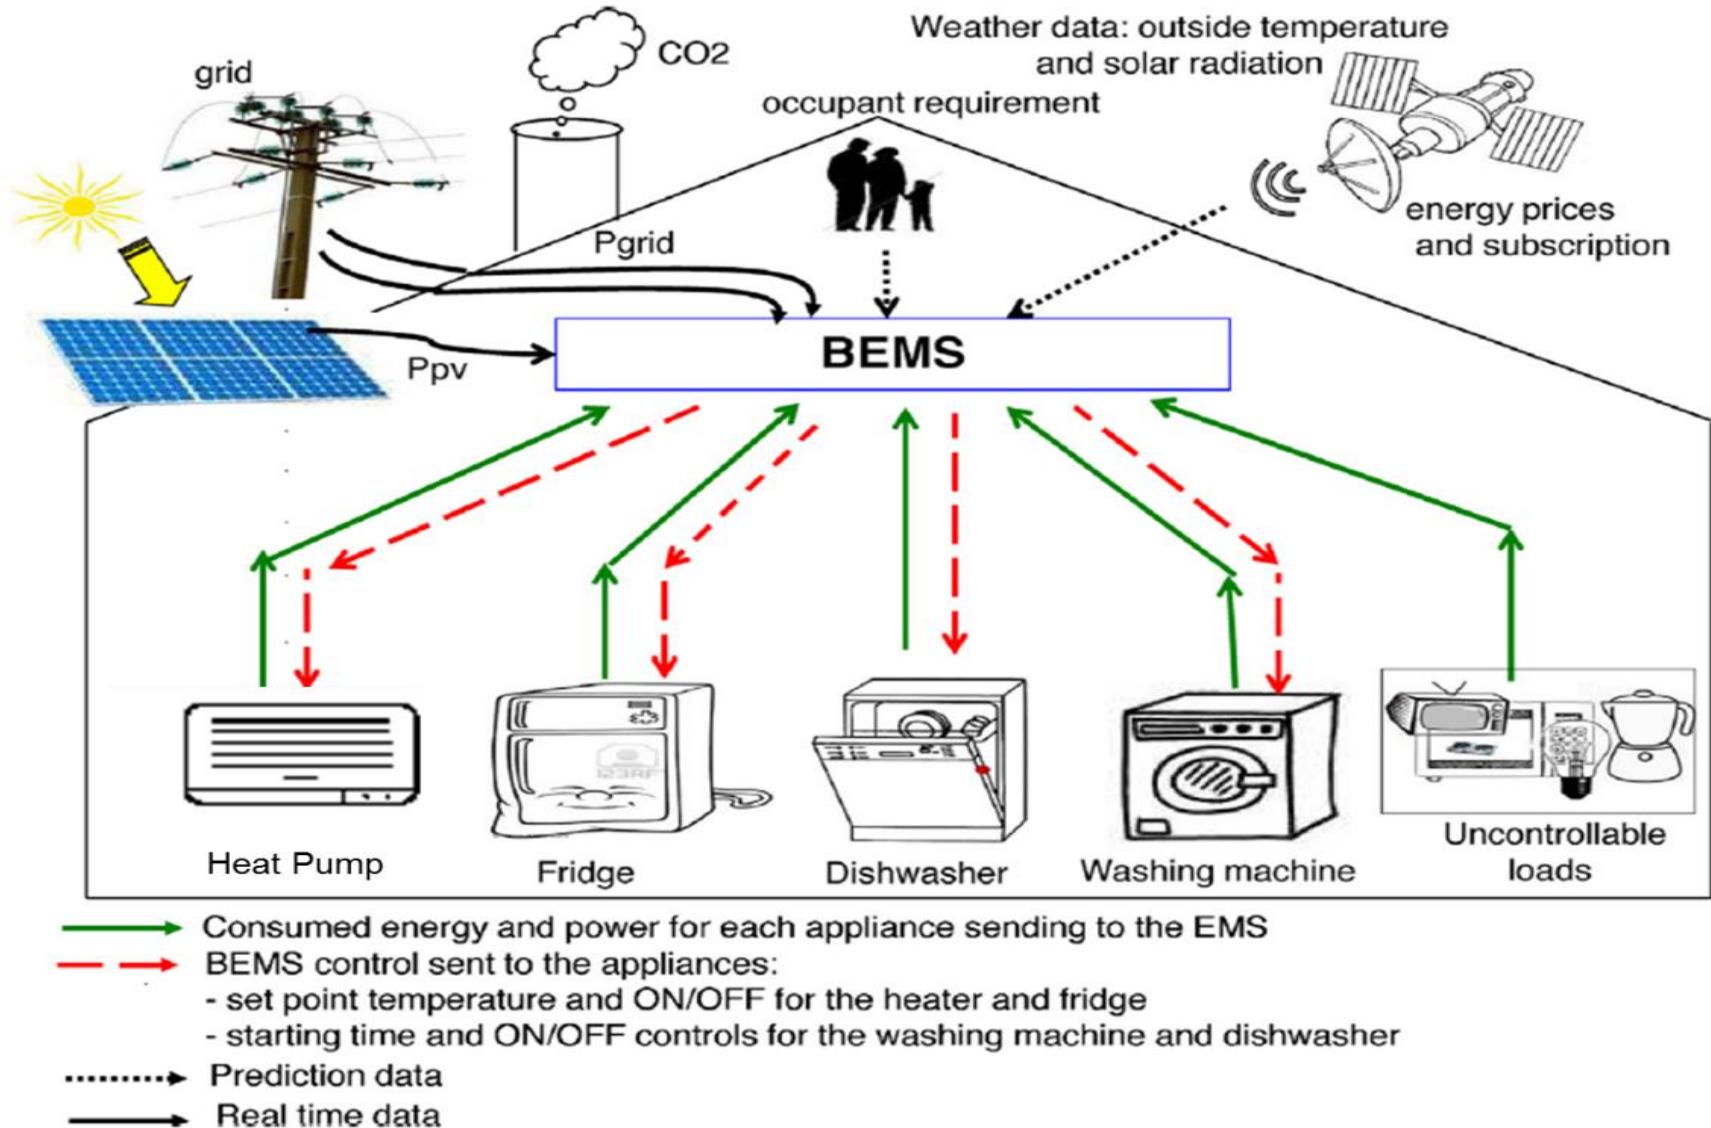 grid
CO2
Weather data: outside temperature
and solar radiation
occupant requirement
energy prices
and subscription
Pgrid
Ppv
BEMS
123RF
Heat Pump
Fridge
Dishwasher
Washing machine
Uncontrollable
loads
Consumed energy and power for each appliance sending to the EMS
BEMS control sent to the appliances:
- set point temperature and ON/OFF for the heater and fridge
- starting time and ON/OFF controls for the washing machine and dishwasher
Prediction data
Real time data